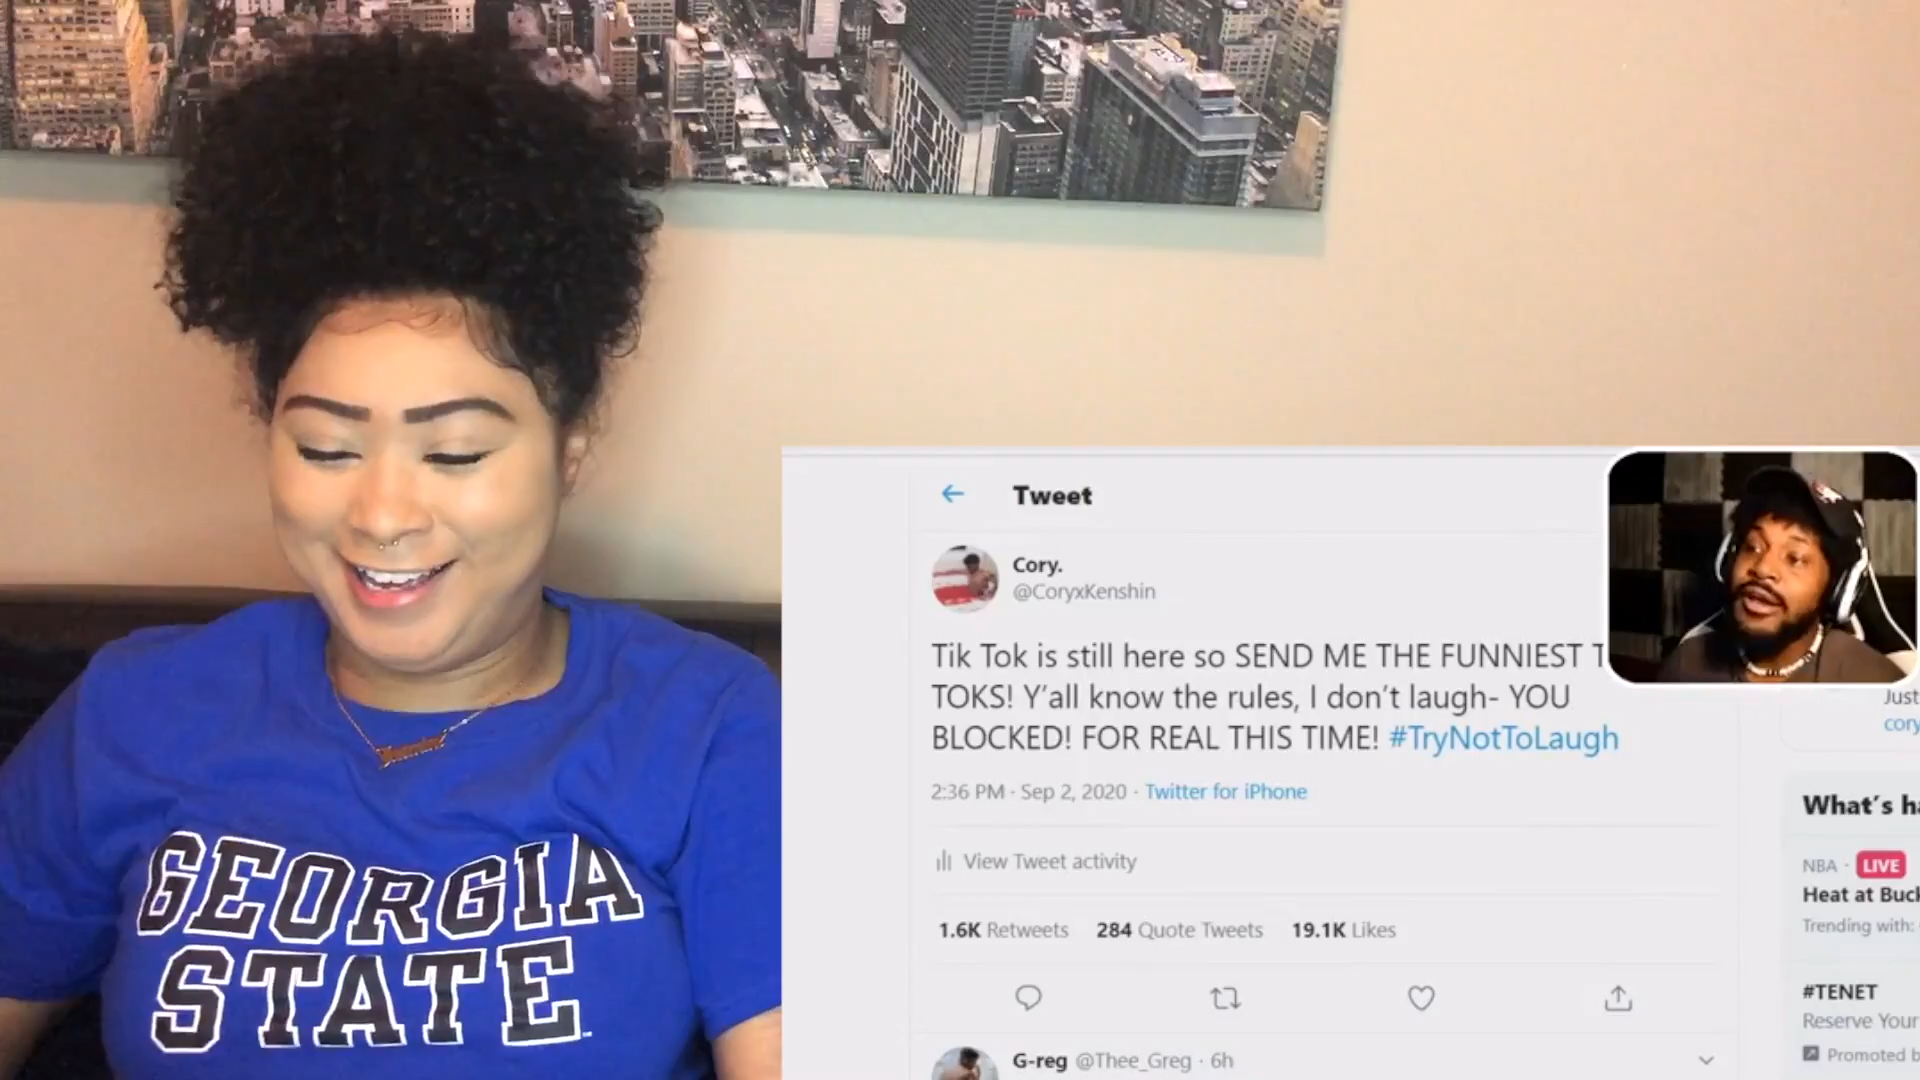 GEORGIA
STATE
Tweet
Cory.
@CoryxKenshin
Tik Tok is still here so SEND ME THE FUNNIEST T
TOKS! Y'all know the rules, I don't laugh- YOU
BLOCKED! FOR REAL THIS TIME! #TryNotToLaugh
2:36 PM · Sep 2, 2020 · Twitter for iPhone
View Tweet activity
1.6K Retweets 284 Quote Tweets 19.1K Likes
G-reg @Thee_Greg · 6h
Just
cory
What's ha
NBA · LIVE
Heat at Buck
Trending with:
#TENET
Reserve Your
Promoted b